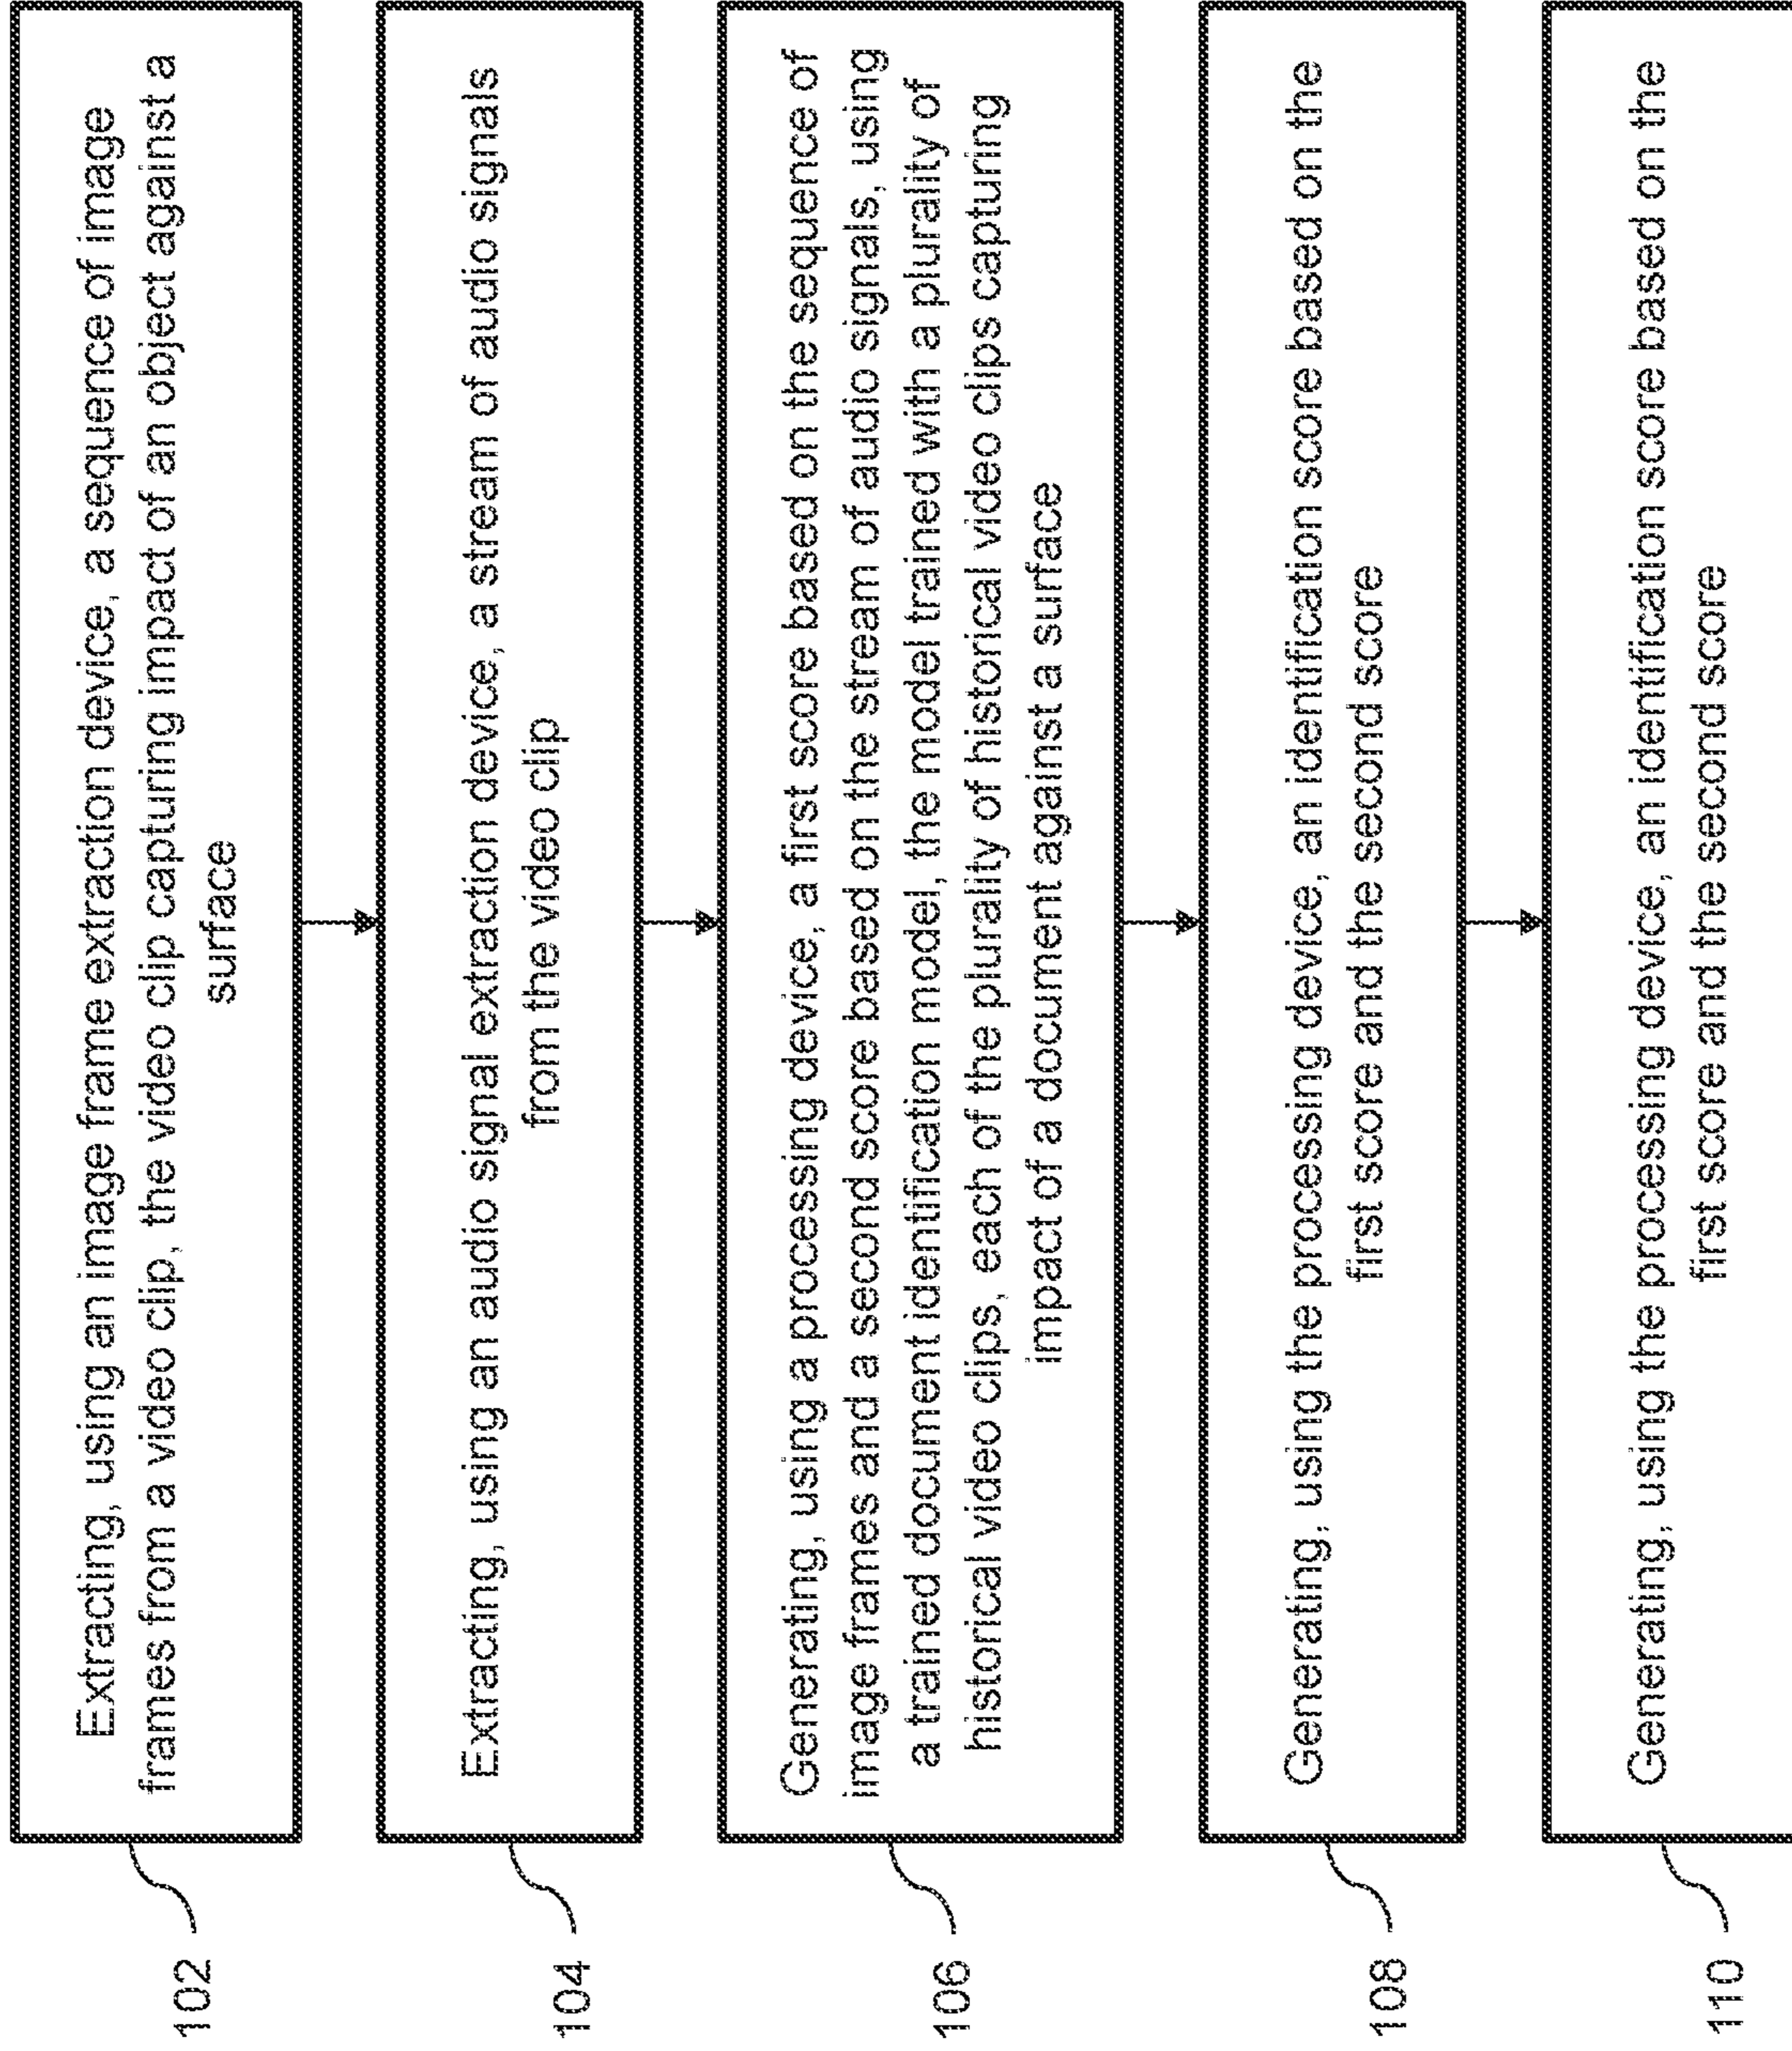 102
Extracting, using an image frame extraction device, a sequence of image
frames from a video clip, the video clip capturing impact of an object against a
surface
104
Extracting, using an audio signal extraction device, a stream of audio signals
from the video clip
106
Generating, using a processing device, a first score based on the sequence of
image frames and a second score based on the stream of audio signals, using
a trained document identification model, the model trained with a plurality of
historical video clips, each of the plurality of historical video clips capturing
impact of a document against a surface
108
Generating, using the processing device, an identification score based on the
first score and the second score
110
Generating, using the processing device, an identification score based on the
first score and the second score